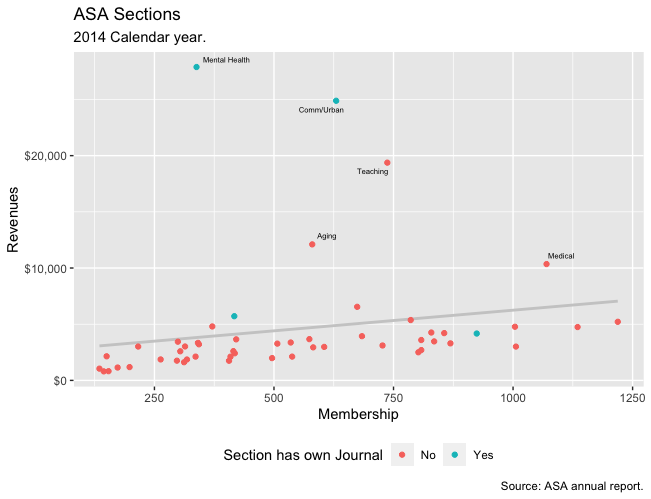 ASA Sections
2014 Calendar year.
Mental Health
Comm/Urban
$20,000
Teaching
Aging
Medical
$10,000
$0
Revenues
250
500
750
1000
1250
Membership
Section has own Journal
No
Yes
Source: ASA annual report.